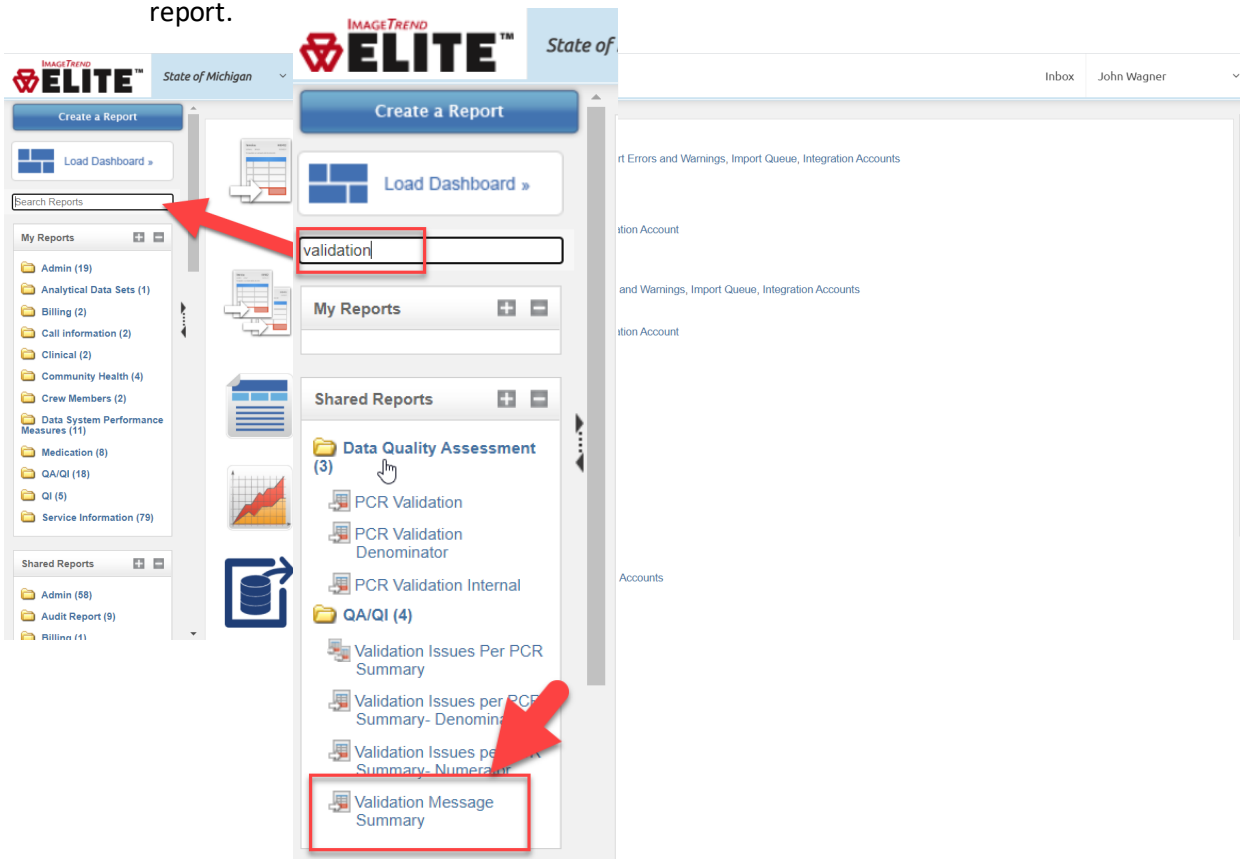 report.
IMAGETREND
ELITE™
State of Michigan
Create a Report
Load Dashboard »
Search Reports
My Reports
Admin (19)
Analytical Data Sets (1)
Billing (2)
Call information (2)
Clinical (2)
Community Health (4)
Crew Members (2)
Data System Performance
Measures (11)
Medication (8)
QA/QI (18)
QI (5)
Service Information (79)
Shared Reports
Admin (58)
Audit Report (9)
Billing (1)
IMAGETREND
ELITE™
State of
Create a Report
Load Dashboard »
validation
My Reports
Shared Reports
Data Quality Assessment
(3)
PCR Validation
PCR Validation
Denominator
PCR Validation Internal
QA/QI (4)
Validation Issues Per PCR
Summary
Validation Issues per PCR
Summary- Denomina
Validation Issues pe
Summary- Numerator
Validation Message
Summary
Inbox John Wagner
rt Errors and Warnings, Import Queue, Integration Accounts
ation Account
and Warnings, Import Queue, Integration Accounts
ation Account
Accounts